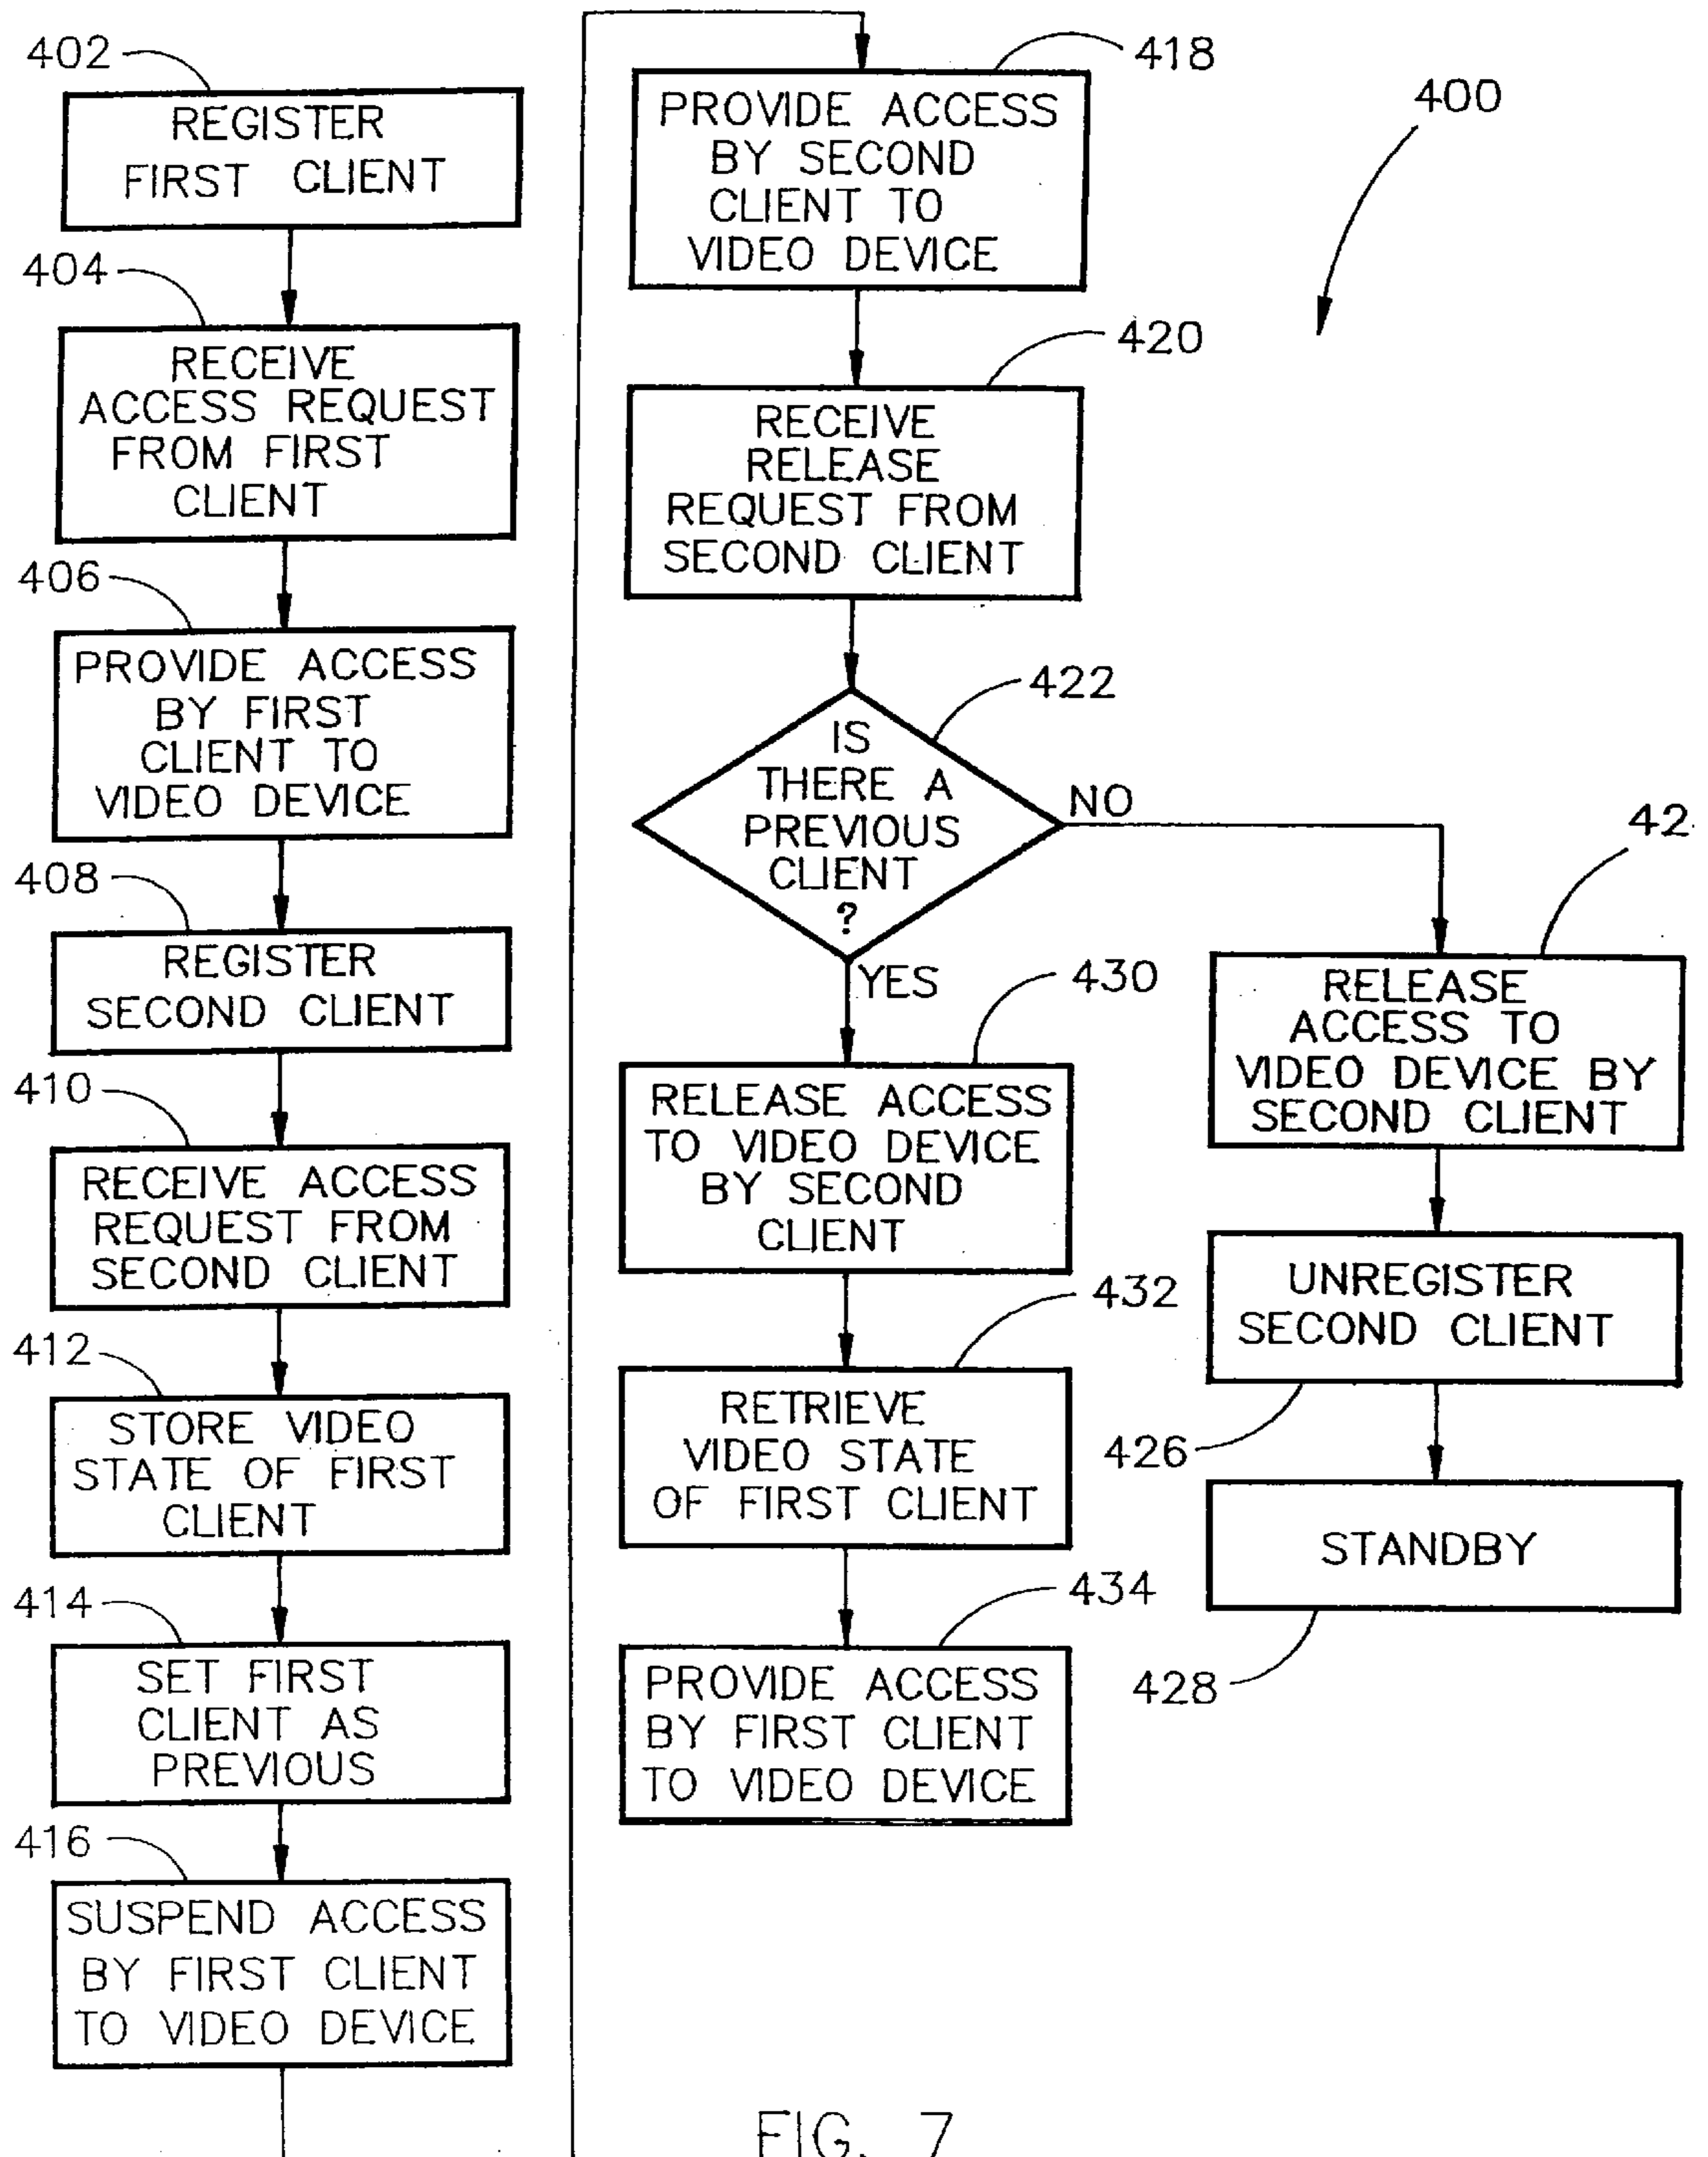 402
REGISTER
FIRST CLIENT
404
RECEIVE
ACCESS REQUEST
FROM FIRST
CLIENT
406
PROVIDE ACCESS
BY FIRST
CLIENT TO
VIDEO DEVICE
408
REGISTER
SECOND CLIENT
410
RECEIVE ACCESS
REQUEST FROM
SECOND CLIENT
412
STORE VIDEO
STATE OF FIRST
CLIENT
414
SET FIRST
CLIENT AS
PREVIOUS
416
SUSPEND ACCESS
BY FIRST CLIENT
TO VIDEO DEVICE
418
PROVIDE ACCESS
BY SECOND
CLIENT TO
VIDEO DEVICE
420
RECEIVE
RELEASE
REQUEST FROM
SECOND CLIENT
422
IS
THERE A
PREVIOUS
CLIENT
?
NO
YES
430
RELEASE ACCESS
TO VIDEO DEVICE
BY SECOND
CLIENT
432
RETRIEVE
VIDEO STATE
OF FIRST CLIENT
434
PROVIDE ACCESS
BY FIRST CLIENT
TO VIDEO DEVICE
400
42
RELEASE
ACCESS TO
VIDEO DEVICE BY
SECOND CLIENT
UNREGISTER
SECOND CLIENT
426
STANDBY
428
FIG. 7